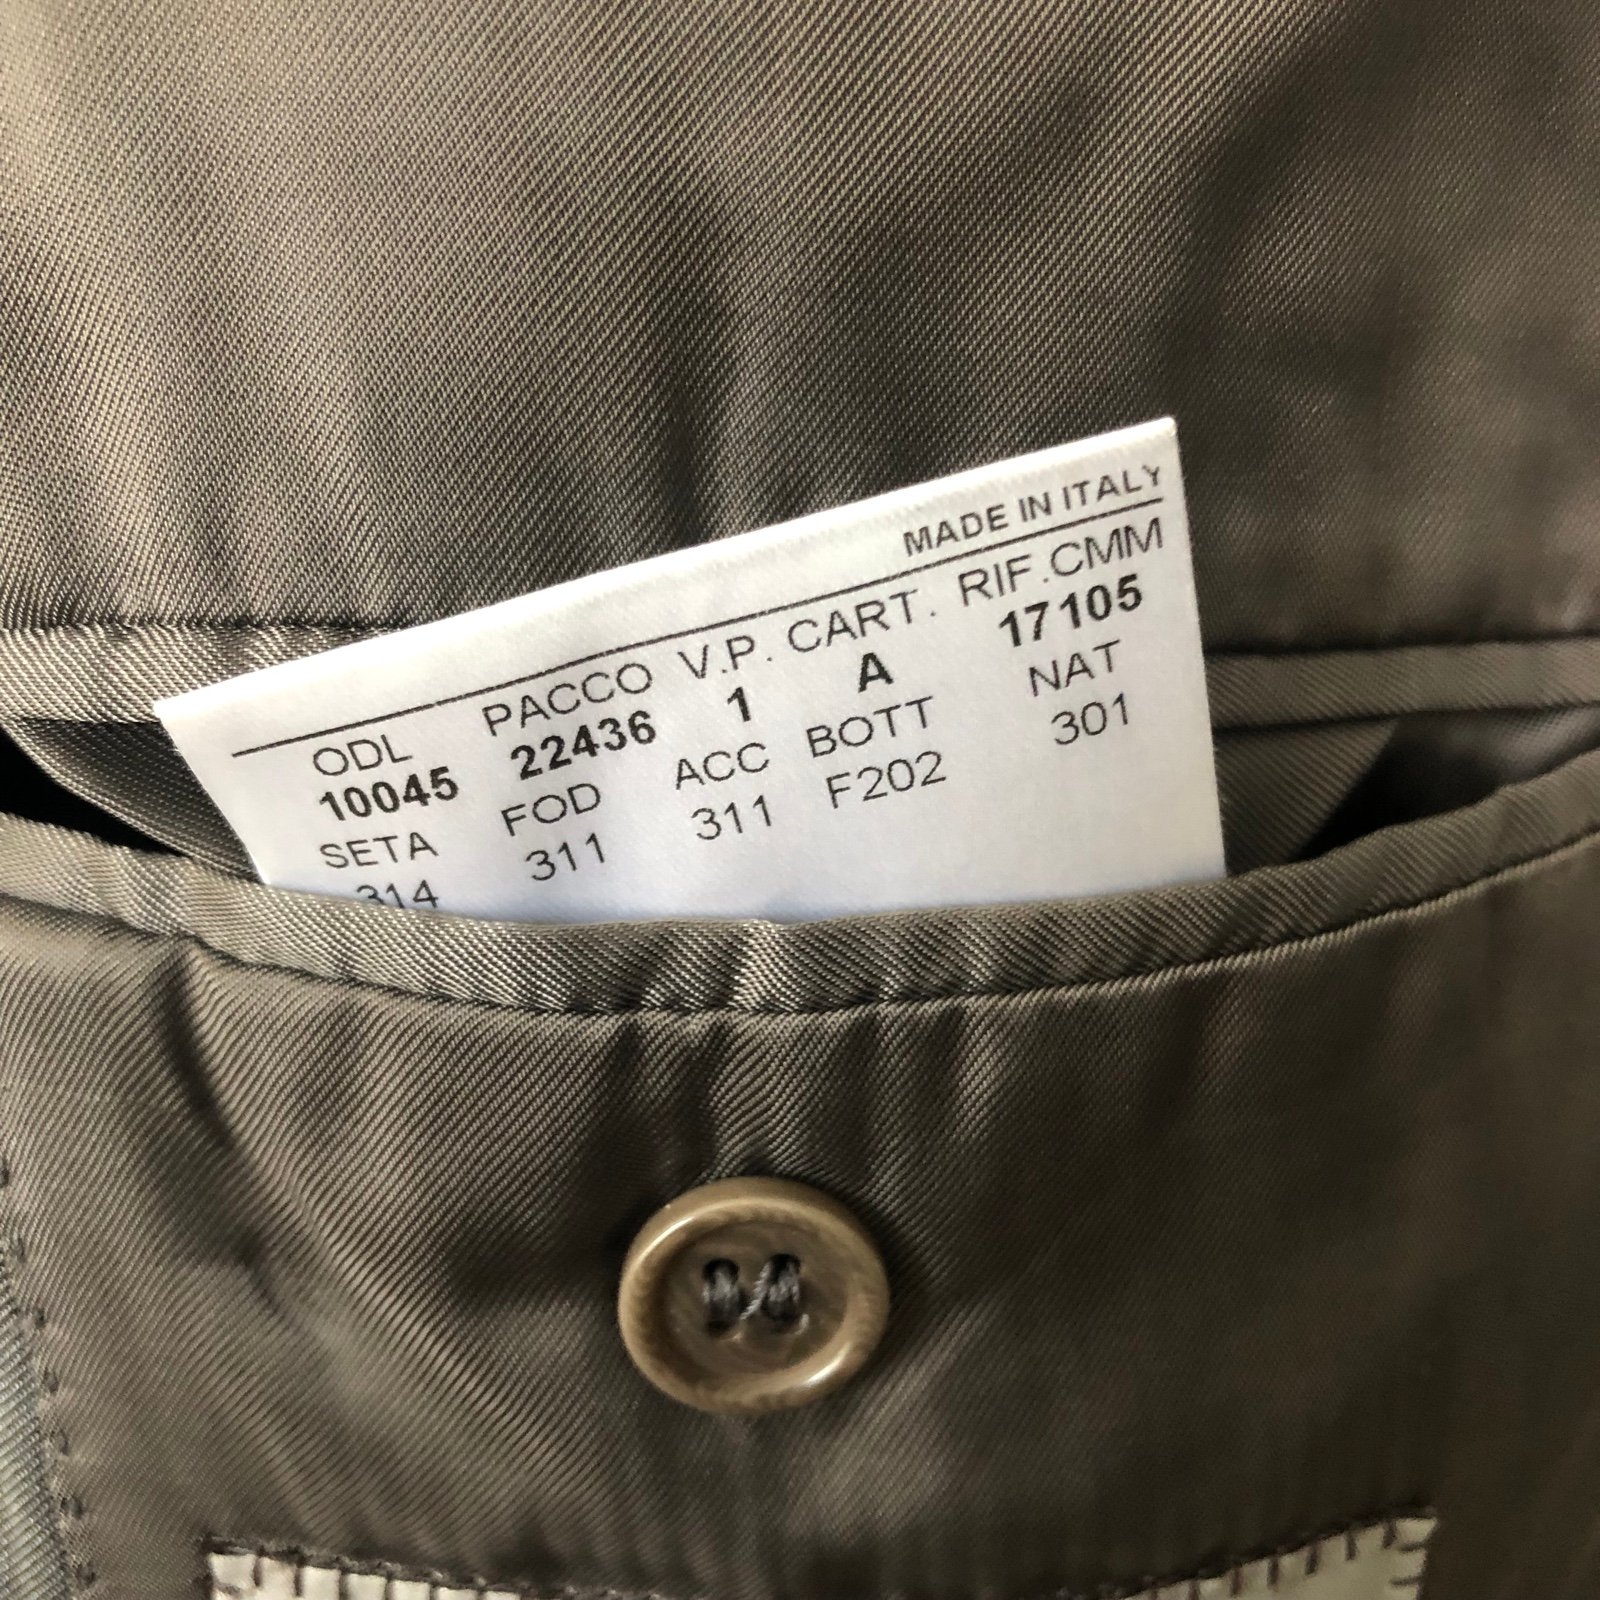 MADE IN ITALY
ODL PACCO V.P. CART. RIF.CMM
10045 22436 1 A 17105
SETA FOD ACC BOTT NAT
314 311 311 F202 301